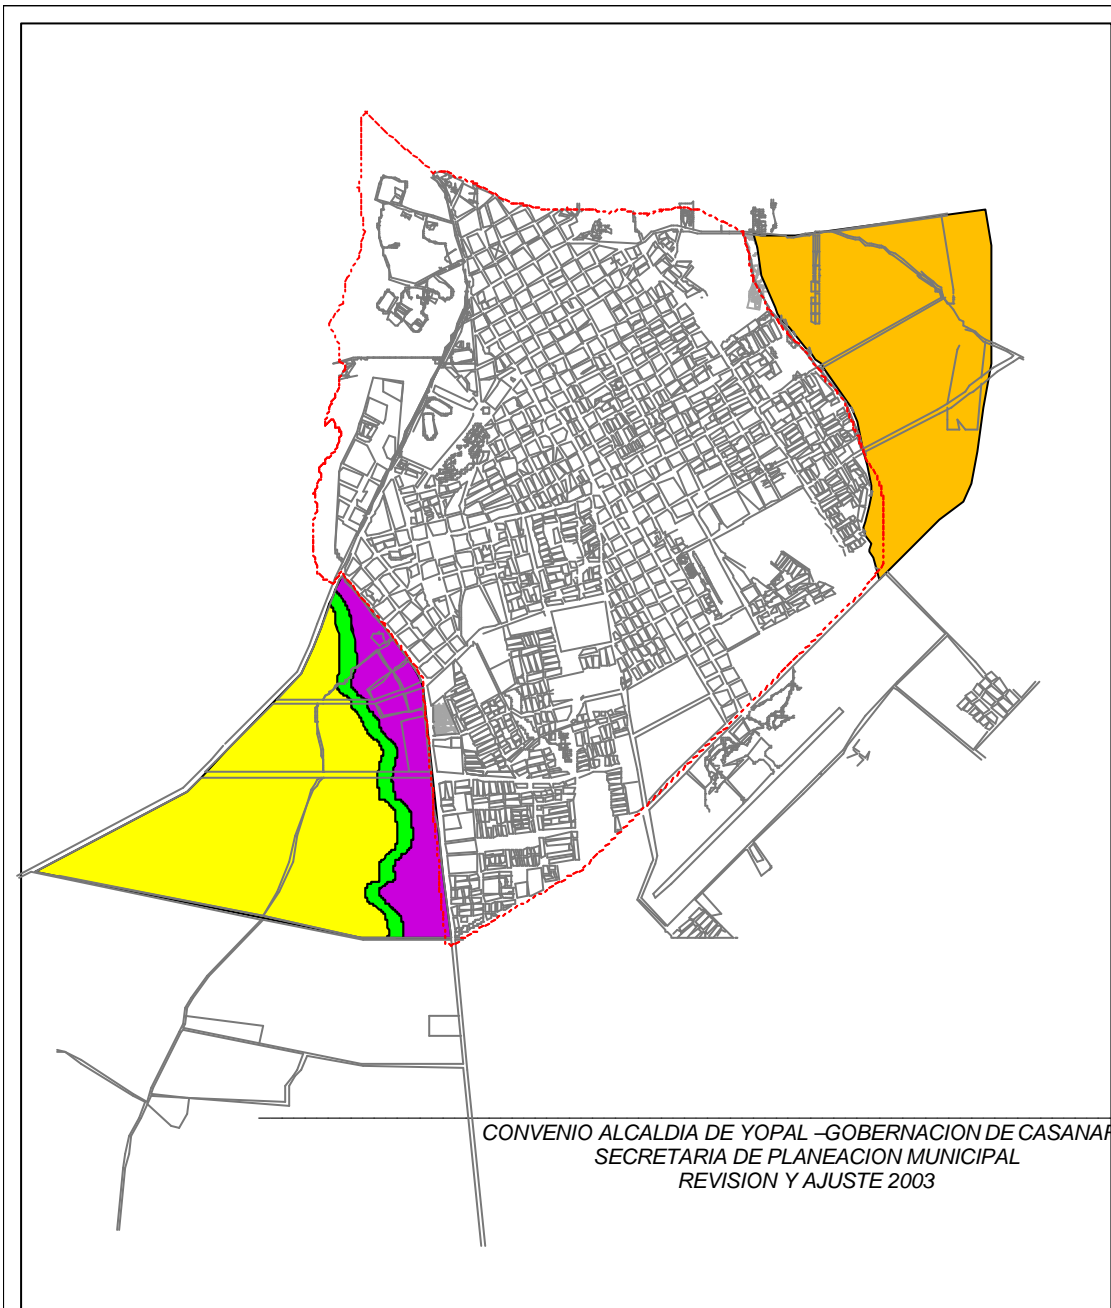 CONVENIO ALCALDIA DE YOPAL –GOBERNACION DE CASANAR
SECRETARIA DE PLANEACION MUNICIPAL
REVISION Y AJUSTE 2003